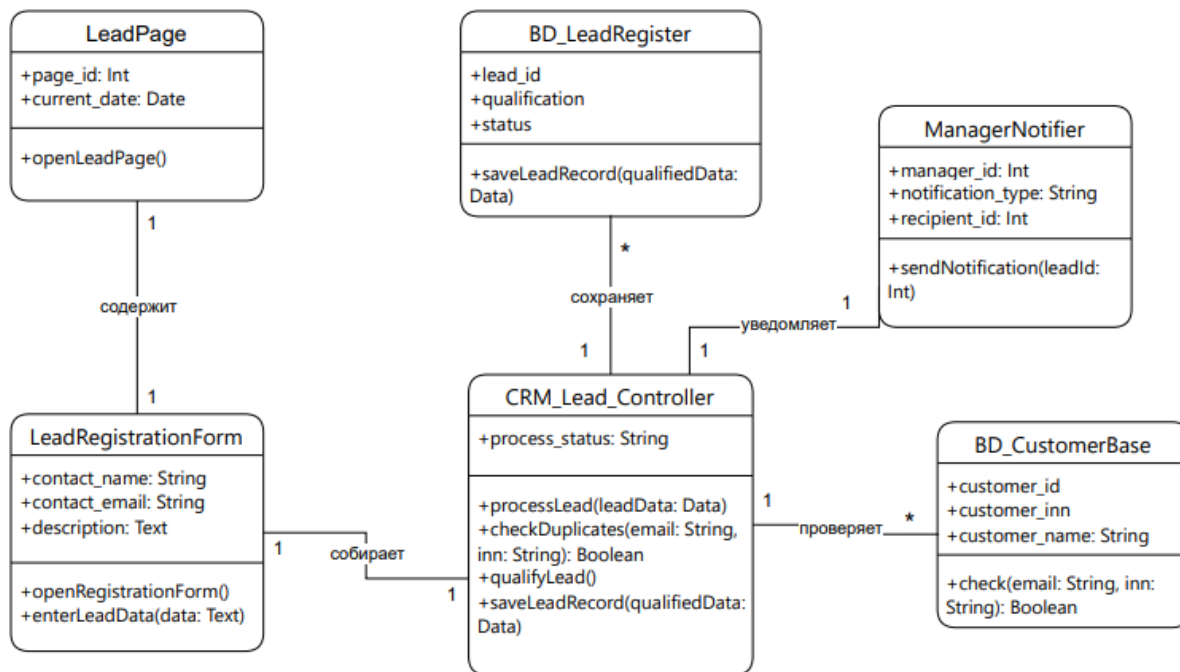 LeadPage
+page_id: Int
+current_date: Date
+openLeadPage()
1
содержит
1
BD_LeadRegister
+lead_id
+qualification
+status
+saveLeadRecord(qualifiedData:
Data)
*
сохраняет
1
ManagerNotifier
+manager_id: Int
+notification_type: String
+recipient_id: Int
+sendNotification(leadId:
Int)
1
уведомляет
1
LeadRegistrationForm
+contact_name: String
+contact_email: String
+description: Text
+openRegistrationForm()
+enterLeadData(data: Text)
1
собирает
1
CRM_Lead_Controller
+process_status: String
+processLead(leadData: Data)
+checkDuplicates(email: String,
inn: String): Boolean
+qualifyLead()
+saveLeadRecord(qualifiedData:
Data)
1
проверяет
*
BD_CustomerBase
+customer_id
+customer_inn
+customer_name: String
+check(email: String, inn:
String): Boolean